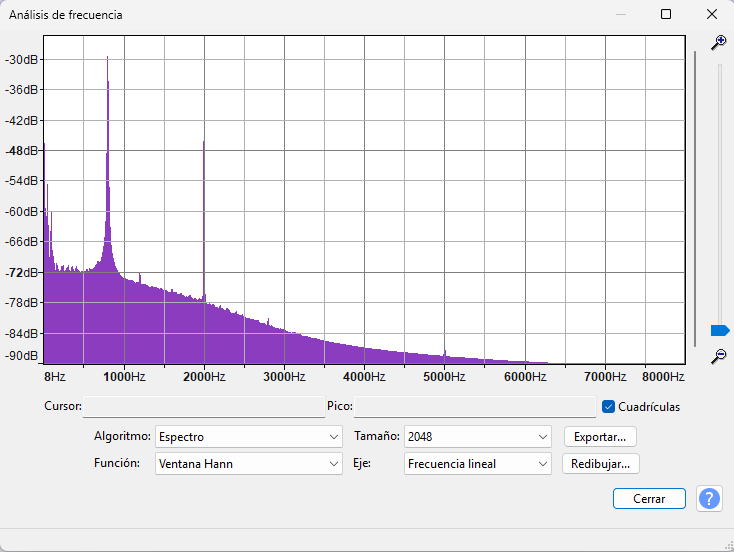 Análisis de frecuencia
-30dB
-36dB
-42dB
-48dB
-54dB
-60dB
-66dB
-72dB
-78dB
-84dB
-90dB
8Hz 1000Hz 2000Hz 3000Hz 4000Hz 5000Hz 6000Hz 7000Hz 8000Hz
Cursor: Pico: Cuadrículas
Algoritmo: Espectro Tamaño: 2048 Exportar...
Función: Ventana Hann Eje: Frecuencia lineal Redibujar...
Cerrar ?